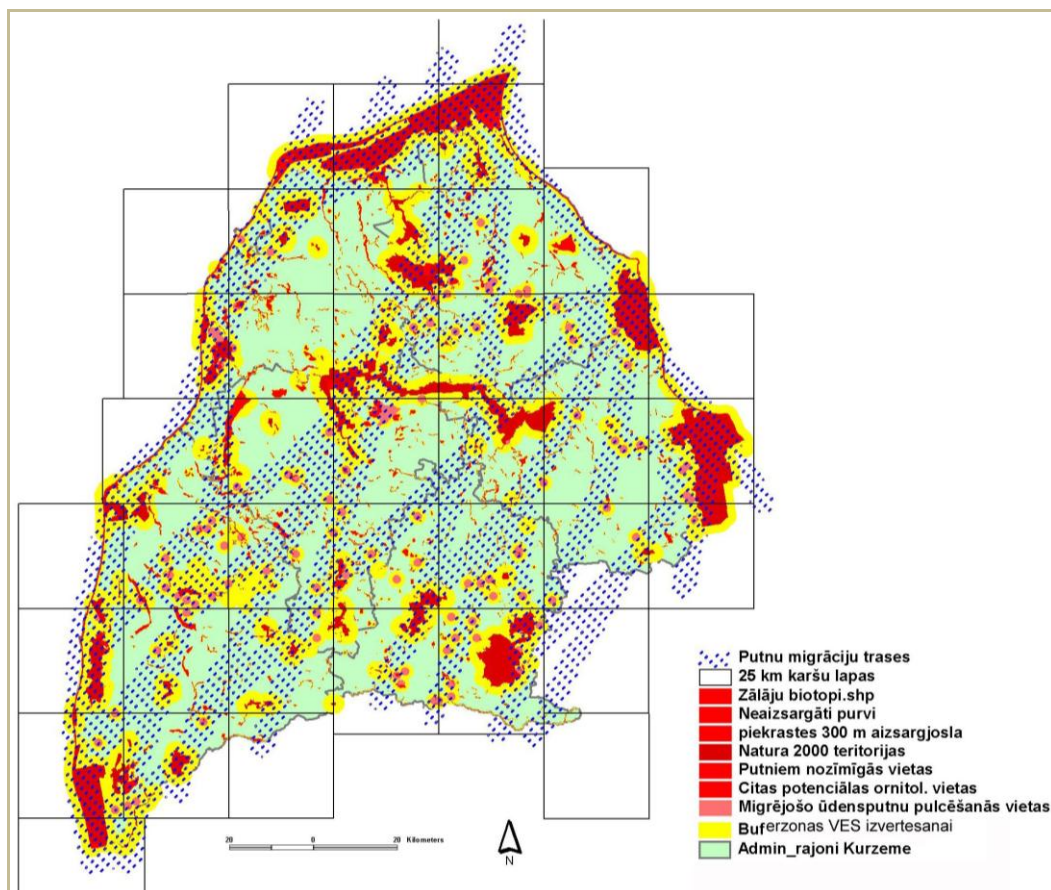 Putnu migrāciju trases
25 km karšu lapas
Zālāju biotopi.shp
Neaizsargāti purvi
piekrastes 300 m aizsargjosla
Natura 2000 teritorijas
Putniem nozīmīgās vietas
Citas potenciālas ornitol. vietas
Migrējošo ūdensputnu pulcēšanās vietas
Buferzonas VES izvertesanai
Admin_rajoni Kurzeme
20 0 20 Kilometers
N